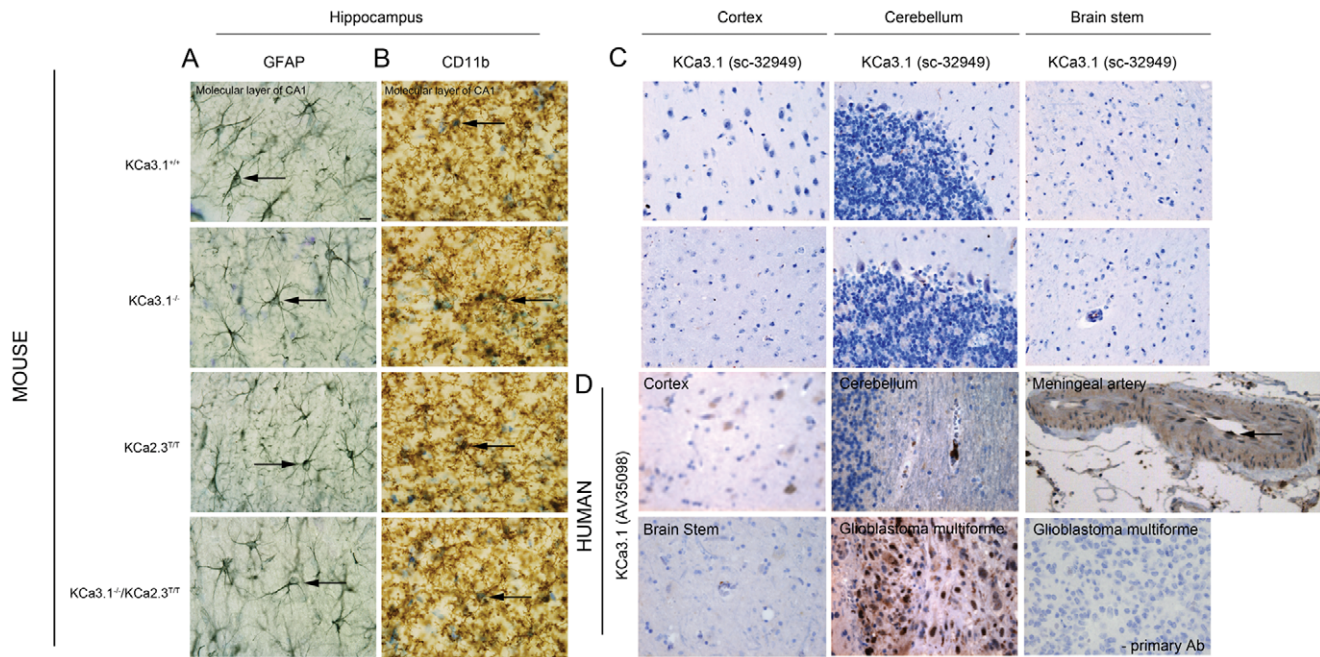 Hippocampus
Cortex
Cerebellum
Brain stem
A
GFAP
B
CD11b
C
KCa3.1 (sc-32949)
KCa3.1 (sc-32949)
KCa3.1 (sc-32949)
MOUSE
KCa3.1+/+
Molecular layer of CA1
Molecular layer of CA1
KCa3.1-/-
KCa2.3T/T
KCa3.1-/-/KCa2.3T/T
D
HUMAN
KCa3.1 (AV35098)
Cortex
Cerebellum
Meningeal artery
Brain Stem
Glioblastoma multiforme
Glioblastoma multiforme
- primary Ab